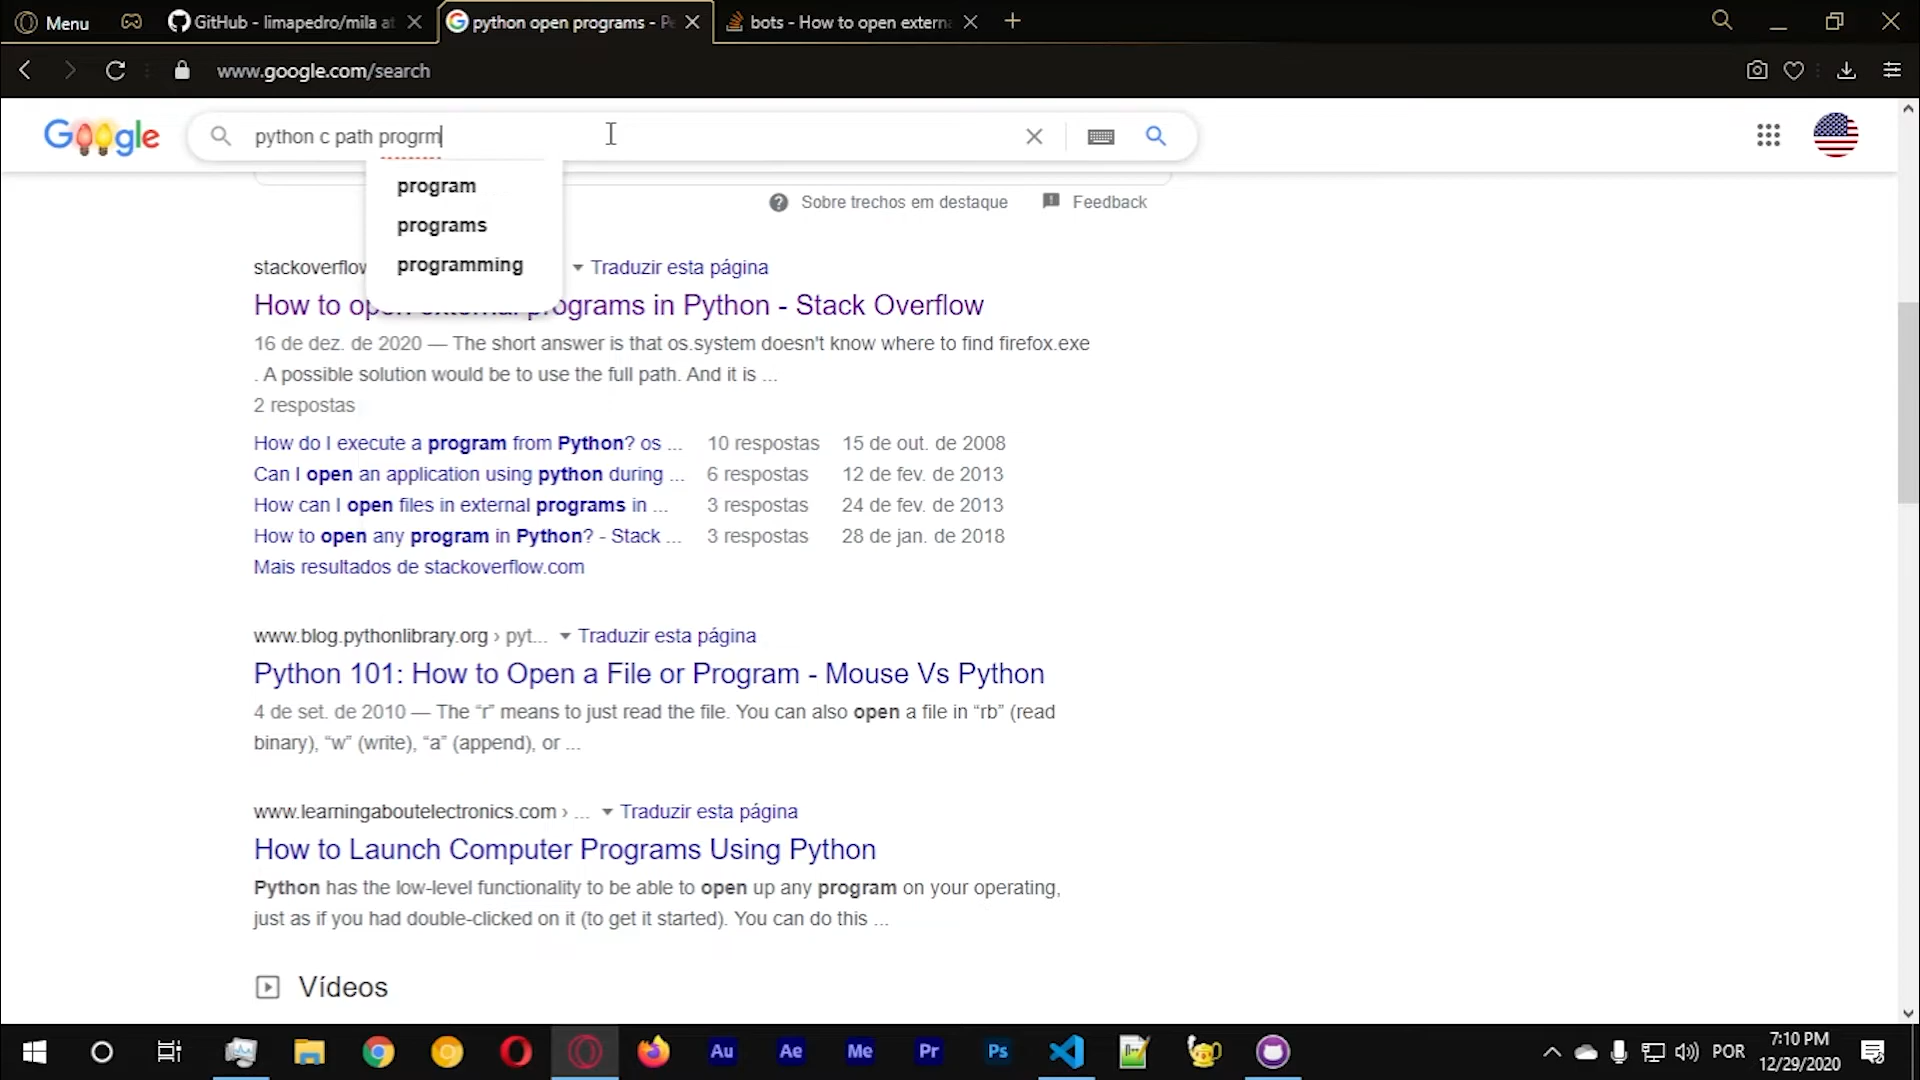 Menu
GitHub - limapedro/mila at
python open programs - Pe
bots - How to open extern
www.google.com/search
Google
python c path progrm
program
programs
programming
Sobre trechos em destaque
Feedback
stackoverflow
Traduzir esta página
How to open external programs in Python - Stack Overflow
16 de dez. de 2020 — The short answer is that os.system doesn't know where to find firefox.exe
. A possible solution would be to use the full path. And it is ...
2 respostas
How do I execute a program from Python? os ... 10 respostas 15 de out. de 2008
Can I open an application using python during ... 6 respostas 12 de fev. de 2013
How can I open files in external programs in ... 3 respostas 24 de fev. de 2013
How to open any program in Python? - Stack ... 3 respostas 28 de jan. de 2018
Mais resultados de stackoverflow.com
www.blog.pythonlibrary.org › pyt... Traduzir esta página
Python 101: How to Open a File or Program - Mouse Vs Python
4 de set. de 2010 — The “r” means to just read the file. You can also open a file in “rb” (read
binary), “w” (write), “a” (append), or ...
www.learningaboutelectronics.com › ... Traduzir esta página
How to Launch Computer Programs Using Python
Python has the low-level functionality to be able to open up any program on your operating,
just as if you had double-clicked on it (to get it started). You can do this ...
Vídeos
Au Ae Me Pr Ps
POR
7:10 PM
12/29/2020